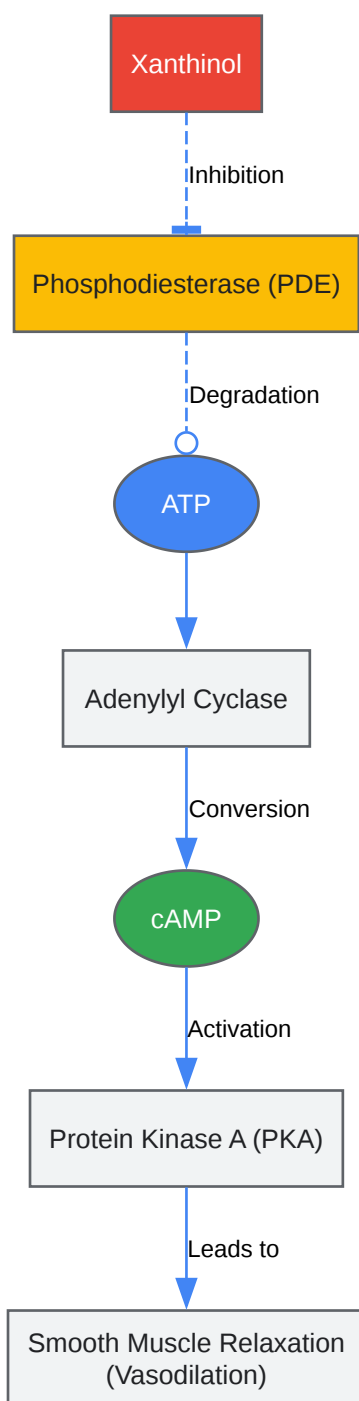 Xanthinol
Inhibition
Phosphodiesterase (PDE)
Degradation
ATP
Adenylyl Cyclase
Conversion
cAMP
Activation
Protein Kinase A (PKA)
Leads to
Smooth Muscle Relaxation
(Vasodilation)